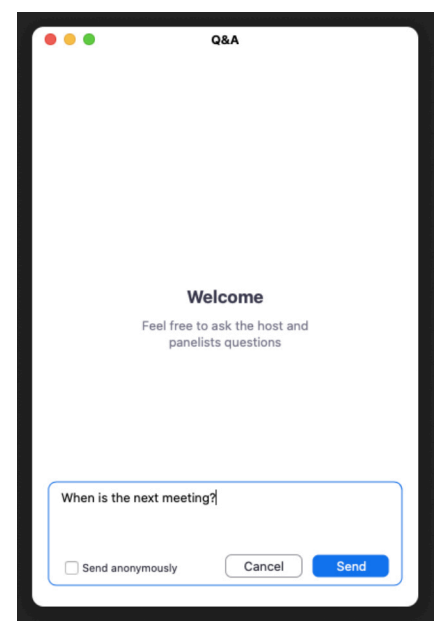 Q&A
Welcome
Feel free to ask the host and
panelists questions
When is the next meeting?
Send anonymously Cancel Send